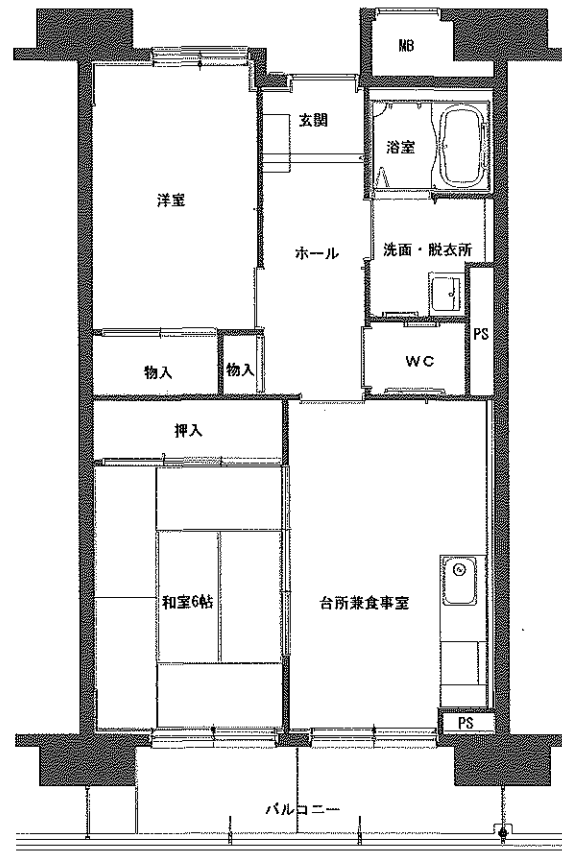 MB
玄関
浴室
洋室
ホール
洗面・脱衣所
PS
WC
物入
物入
押入
和室6帖
台所兼食事室
PS
バルコニー